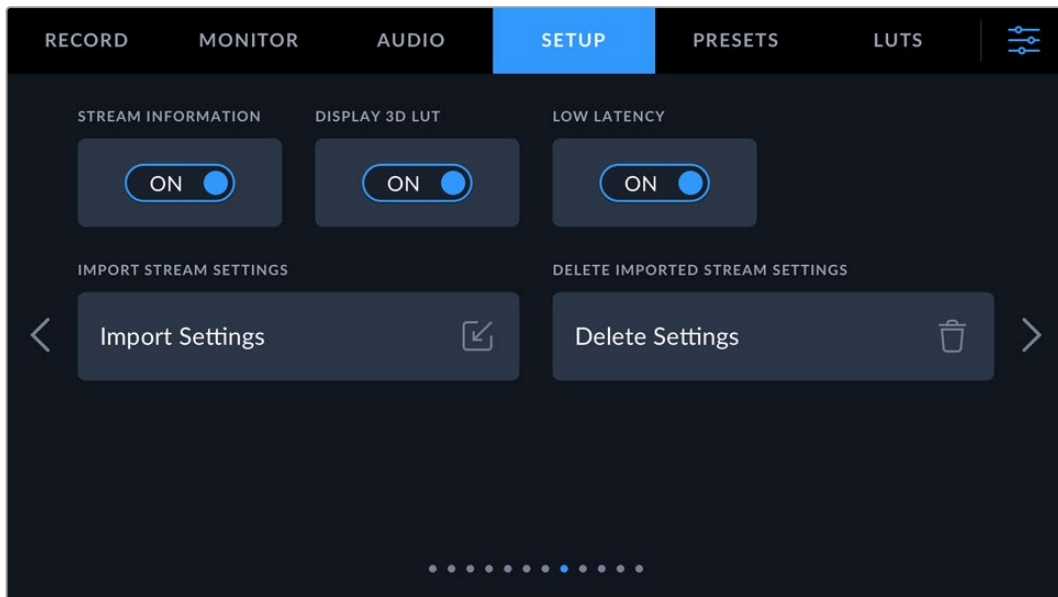 RECORD MONITOR AUDIO SETUP PRESETS LUTS
STREAM INFORMATION DISPLAY 3D LUT LOW LATENCY
ON ON ON
IMPORT STREAM SETTINGS DELETE IMPORTED STREAM SETTINGS
Import Settings Delete Settings